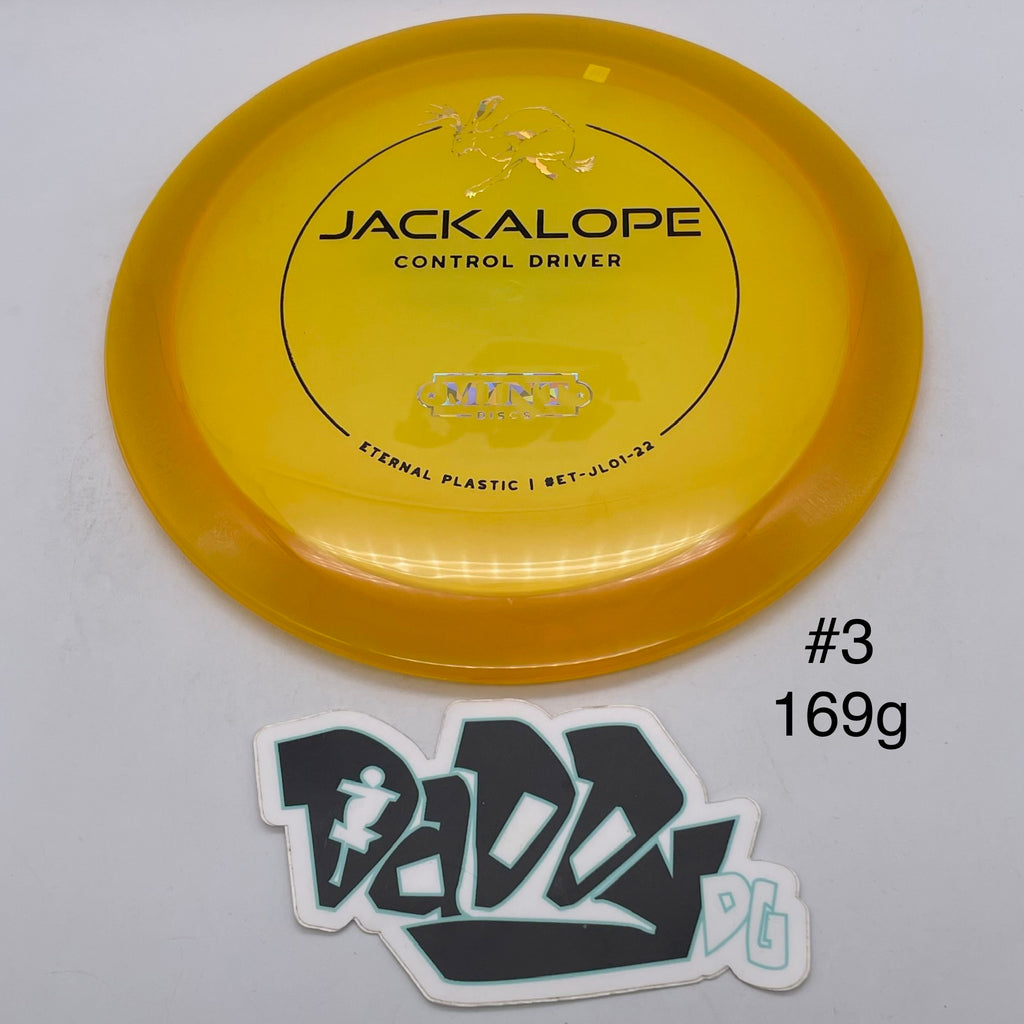 JACKALOPE
CONTROL DRIVER
MINT
DISCS
ETERNAL PLASTIC | #ET-JL01-22
#3
169g
DADDY
DG